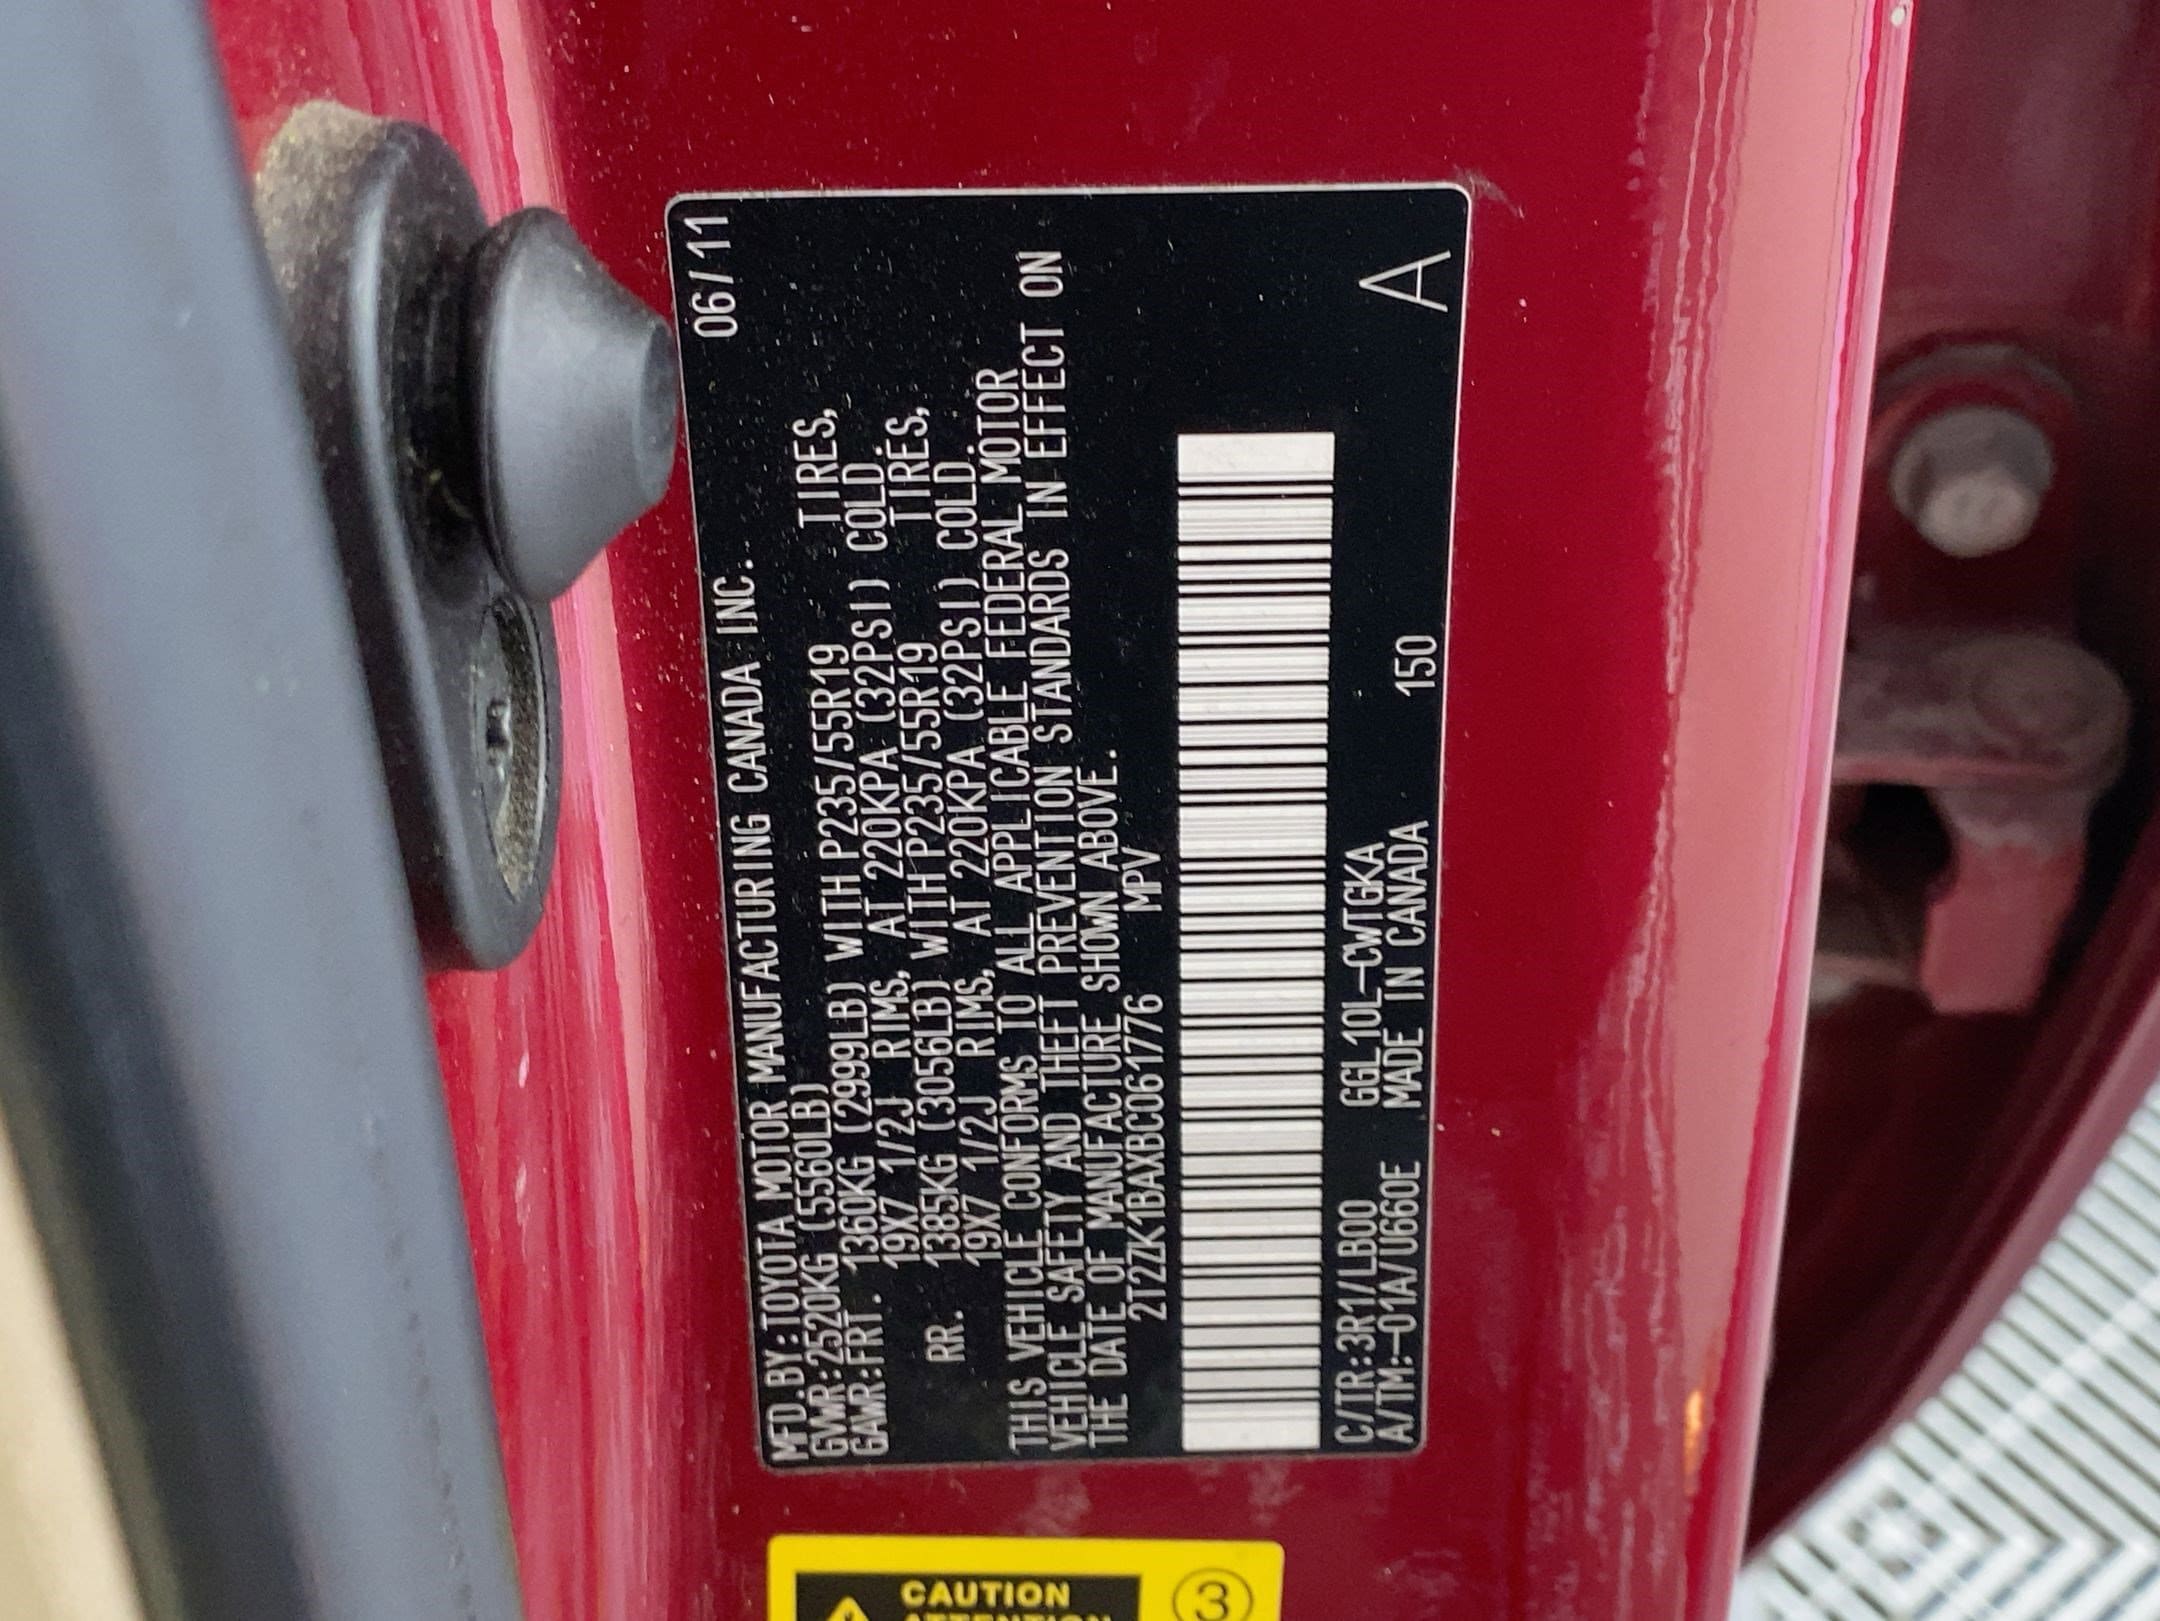 06/11
MFD.BY:TOYOTA MOTOR MANUFACTURING CANADA INC.
GVWR:2520KG (5560LB)
GAWR:FRT. 1360KG (2999LB) WITH P235/55R19 TIRES,
19X7 1/2J RIMS, AT 220KPA (32PSI) COLD.
RR. 1385KG (3056LB) WITH P235/55R19 TIRES,
19X7 1/2J RIMS, AT 220KPA (32PSI) COLD.
THIS VEHICLE CONFORMS TO ALL APPLICABLE FEDERAL MOTOR
VEHICLE SAFETY AND THEFT PREVENTION STANDARDS IN EFFECT ON
THE DATE OF MANUFACTURE SHOWN ABOVE.
2T2ZK1BAXBC061776 MPV
C/TR:3R1/LB00 GGL10L-CWTGKA
A/TM:-01A/U660E MADE IN CANADA 150 A
CAUTION
ATTENTION
3